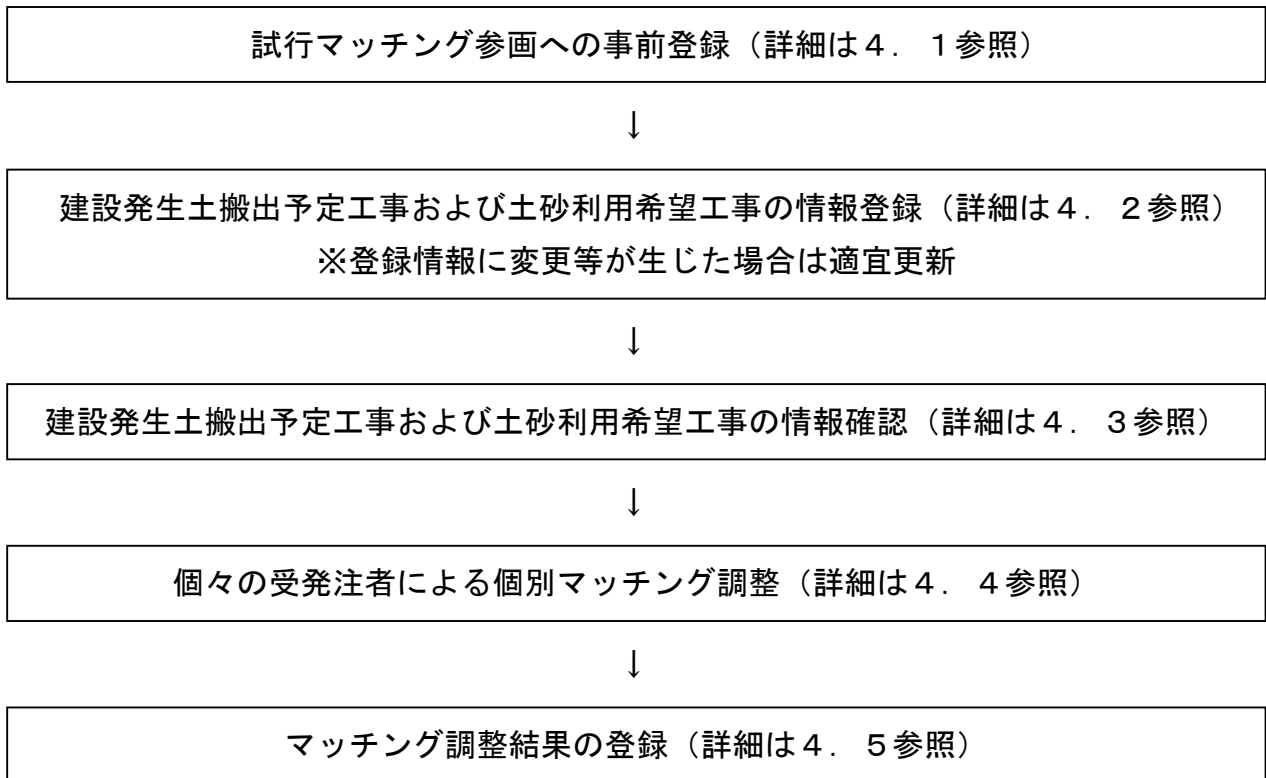 試行マッチング参画への事前登録（詳細は４．１参照）
↓
建設発生土搬出予定工事および土砂利用希望工事の情報登録（詳細は４．２参照）
※登録情報に変更等が生じた場合は適宜更新
↓
建設発生土搬出予定工事および土砂利用希望工事の情報確認（詳細は４．３参照）
↓
個々の受発注者による個別マッチング調整（詳細は４．４参照）
↓
マッチング調整結果の登録（詳細は４．５参照）